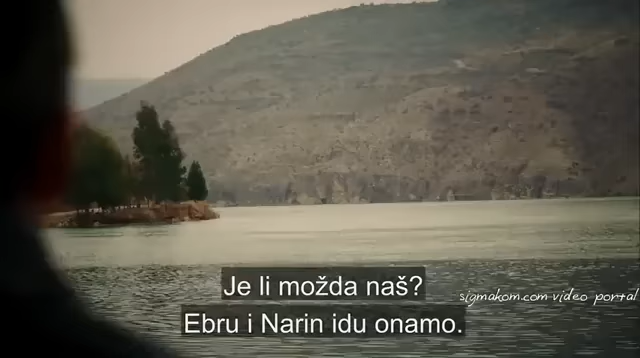 Je li možda naš?
sigmakom.com video portal
Ebru i Narin idu onamo.